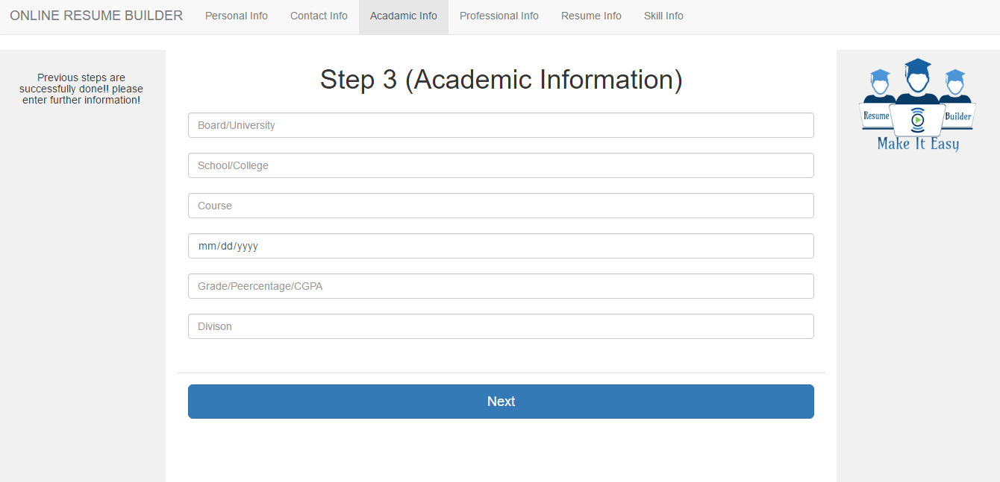 ONLINE RESUME BUILDER Personal Info Contact Info Acadamic Info Professional Info Resume Info Skill Info
Previous steps are
successfully done!! please
enter further information!
Step 3 (Academic Information)
Board/University
School/College
Course
mm/dd/yyyy
Grade/Peercentage/CGPA
Divison
Next
Resume Builder
Make It Easy